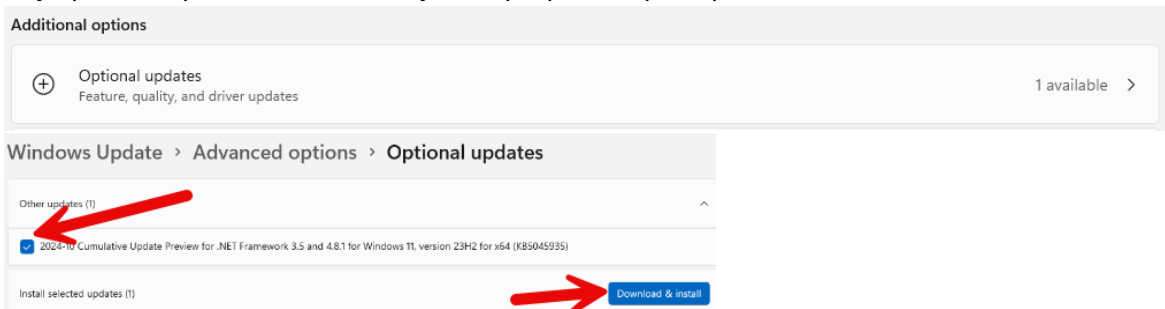 Additional options
Optional updates
Feature, quality, and driver updates
1 available
Windows Update > Advanced options > Optional updates
Other updates (1)
2024-10 Cumulative Update Preview for .NET Framework 3.5 and 4.8.1 for Windows 11, version 23H2 for x64 (KB5045935)
Install selected updates (1)
Download & install